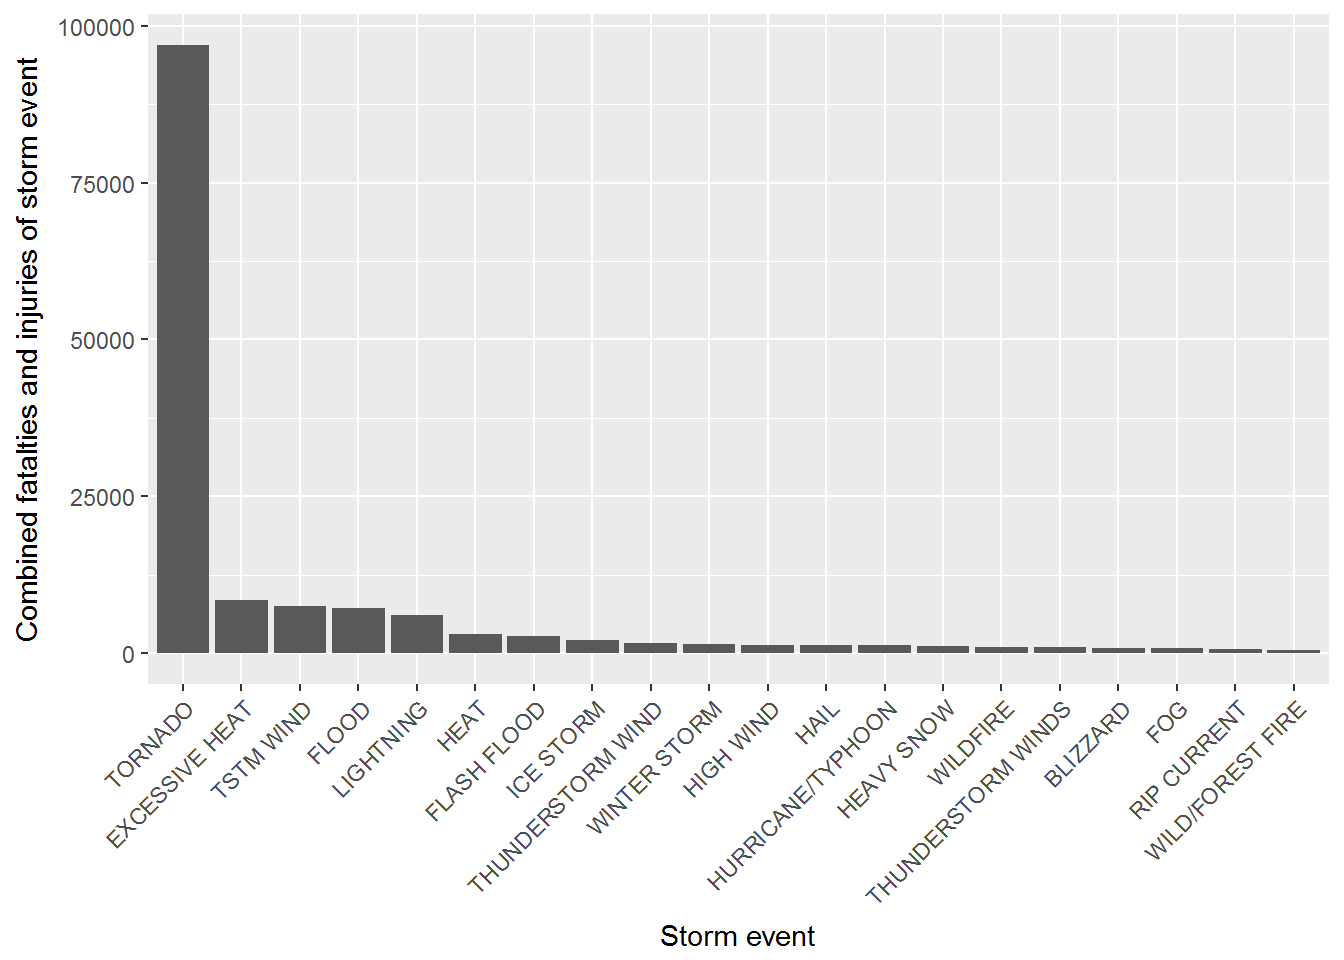 Combined fatalties and injuries of storm event
100000
75000
50000
25000
0
TORNADO
EXCESSIVE HEAT
TSTM WIND
FLOOD
LIGHTNING
HEAT
FLASH FLOOD
ICE STORM
THUNDERSTORM WIND
WINTER STORM
HIGH WIND
HAIL
HURRICANE/TYPHOON
HEAVY SNOW
WILDFIRE
THUNDERSTORM WINDS
BLIZZARD
FOG
RIP CURRENT
WILD/FOREST FIRE
Storm event